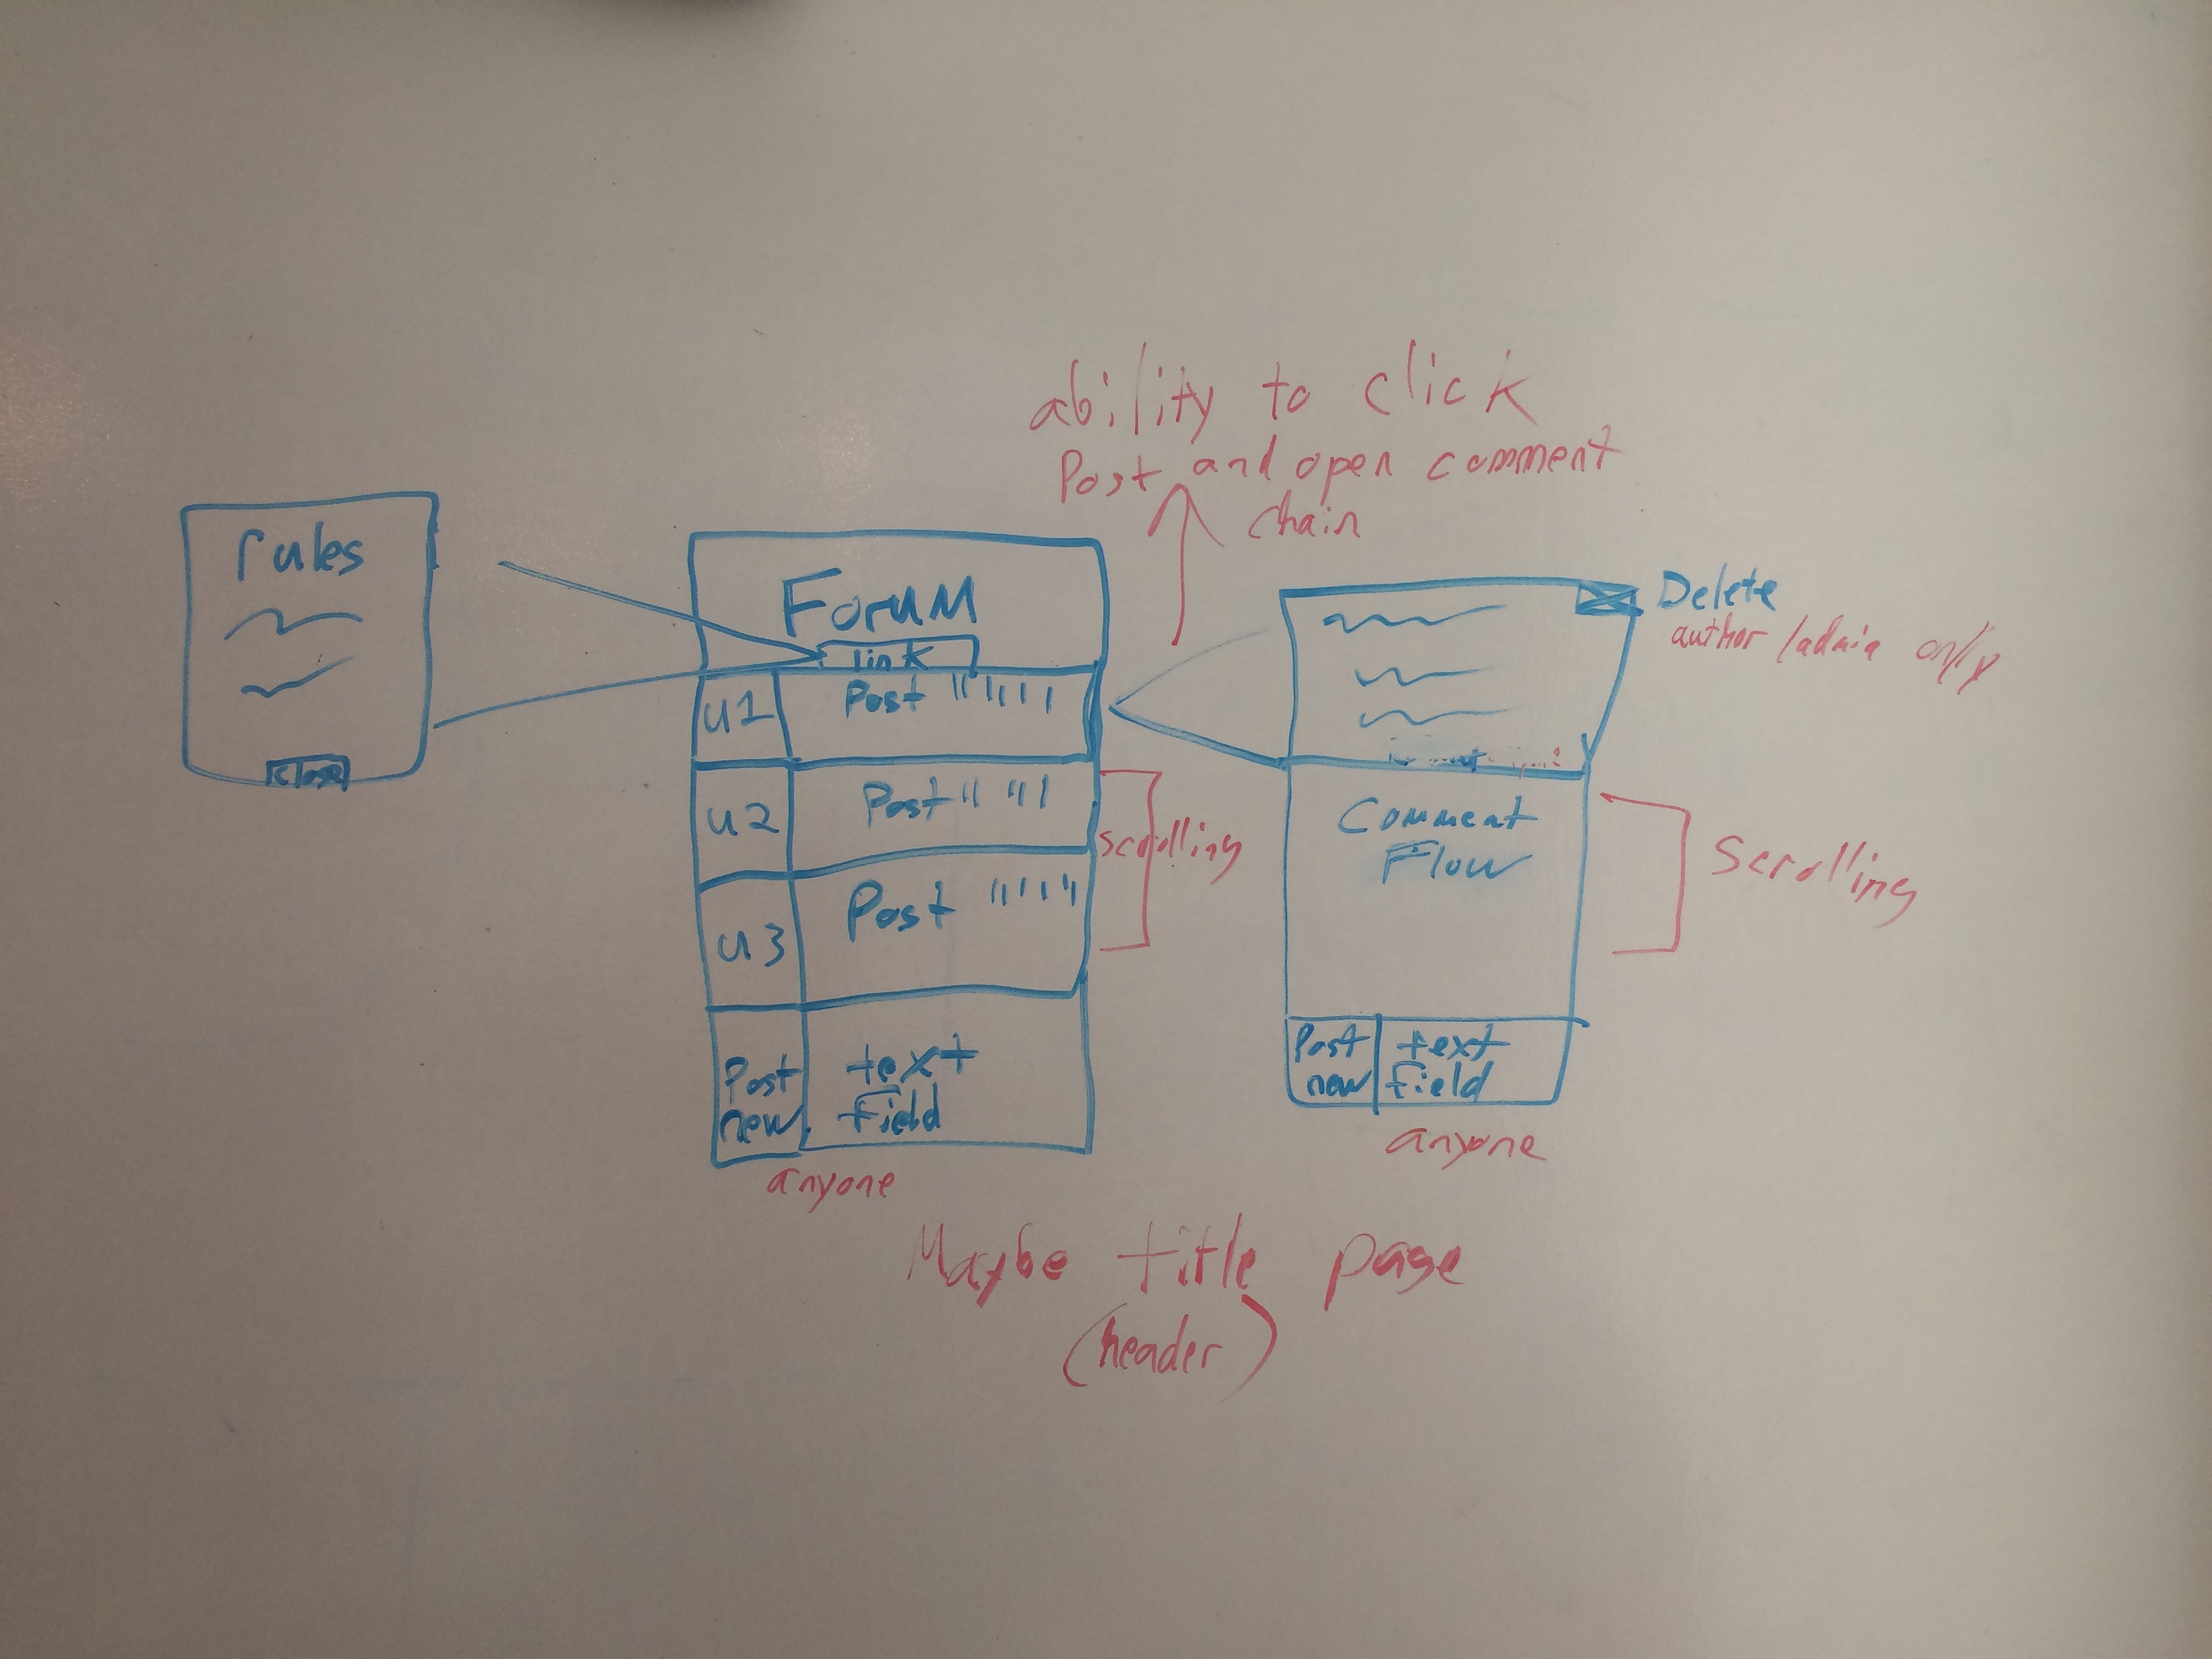 ability to click
Post and open comment
chain
rules
close
Forum
link
u1 Post
u2 Post
u3 Post
scrolling
Post
new
text
field
anyone
Delete
author / admin only
Comment
Flow
Scrolling
Post
new
text
field
anyone
Maybe title page
(header)